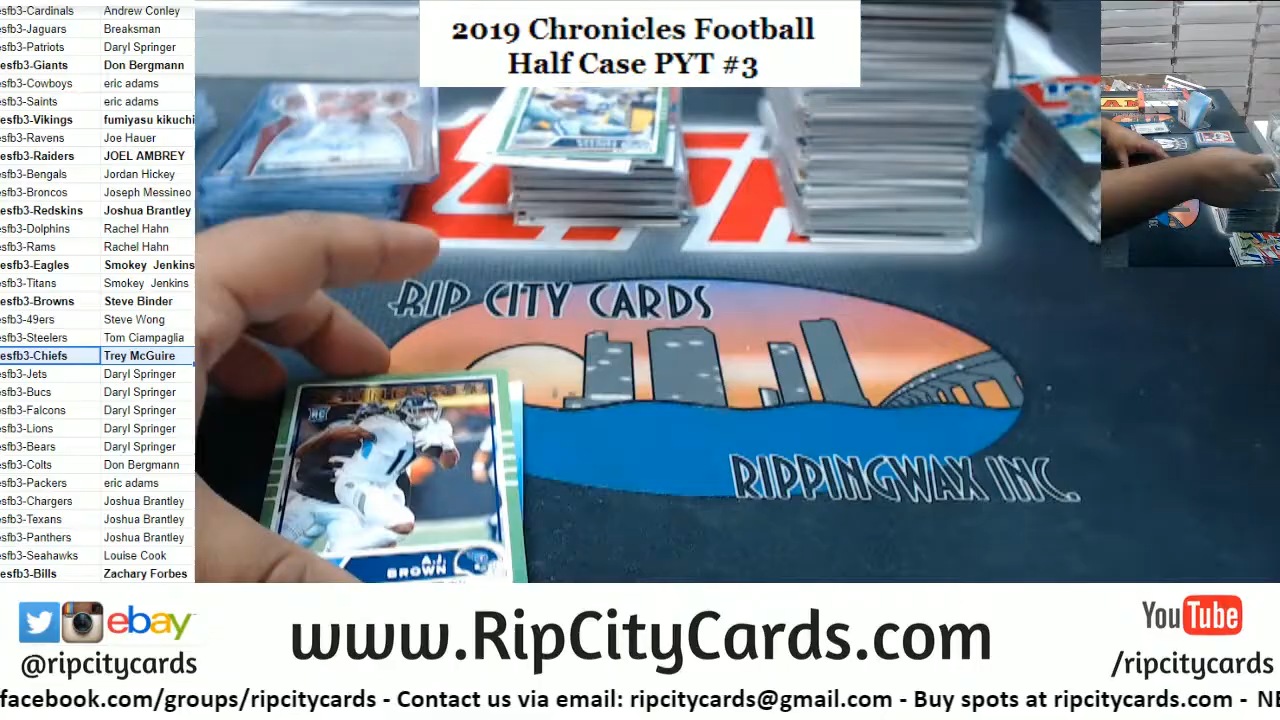 esfb3-Cardinals Andrew Conley
esfb3-Jaguars Breaksman
esfb3-Patriots Daryl Springer
esfb3-Giants Don Bergmann
esfb3-Cowboys eric adams
esfb3-Saints eric adams
esfb3-Vikings fumiyasu kikuchi
esfb3-Ravens Joe Hauer
esfb3-Raiders JOEL AMBREY
esfb3-Bengals Jordan Hickey
esfb3-Broncos Joseph Messineo
esfb3-Redskins Joshua Brantley
esfb3-Dolphins Rachel Hahn
esfb3-Rams Rachel Hahn
esfb3-Eagles Smokey Jenkins
esfb3-Titans Smokey Jenkins
esfb3-Browns Steve Binder
esfb3-49ers Steve Wong
esfb3-Steelers Tom Ciampaglia
esfb3-Chiefs Trey McGuire
esfb3-Jets Daryl Springer
esfb3-Bucs Daryl Springer
esfb3-Falcons Daryl Springer
esfb3-Lions Daryl Springer
esfb3-Bears Daryl Springer
esfb3-Colts Don Bergmann
esfb3-Packers eric adams
esfb3-Chargers Joshua Brantley
esfb3-Texans Joshua Brantley
esfb3-Panthers Joshua Brantley
esfb3-Seahawks Louise Cook
esfb3-Bills Zachary Forbes
2019 Chronicles Football
Half Case PYT #3
RIP CITY CARDS
RIPPINGWAX INC.
RC
A.J.
BROWN
ebay
@ripcitycards
www.RipCityCards.com
YouTube
/ripcitycards
facebook.com/groups/ripcitycards - Contact us via email: ripcitycards@gmail.com - Buy spots at ripcitycards.com - NE